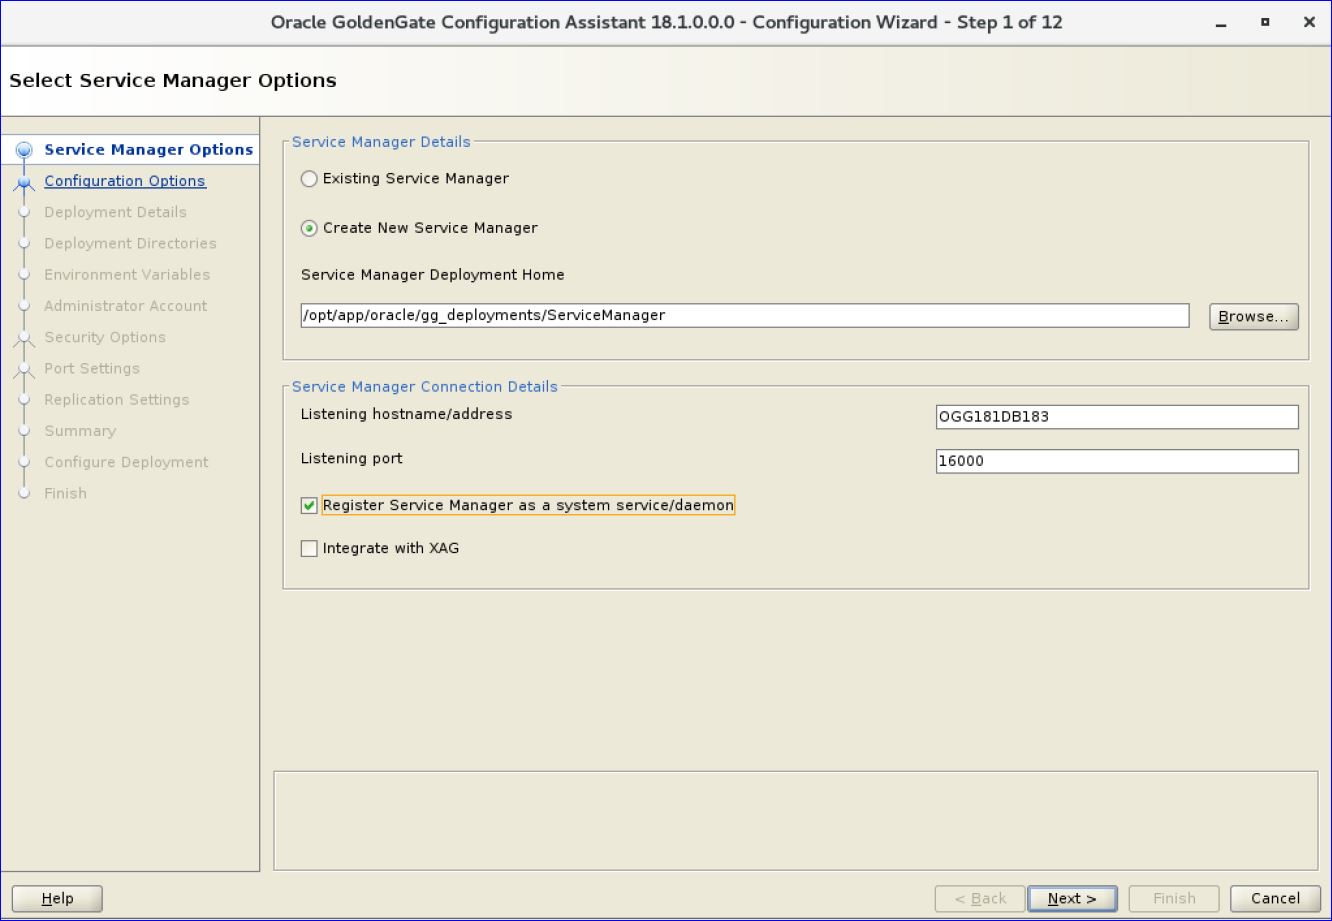 Oracle GoldenGate Configuration Assistant 18.1.0.0.0 - Configuration Wizard - Step 1 of 12
Select Service Manager Options
Service Manager Options
Configuration Options
Deployment Details
Deployment Directories
Environment Variables
Administrator Account
Security Options
Port Settings
Replication Settings
Summary
Configure Deployment
Finish
Service Manager Details
Existing Service Manager
Create New Service Manager
Service Manager Deployment Home
/opt/app/oracle/gg_deployments/ServiceManager
Browse...
Service Manager Connection Details
Listening hostname/address
OGG181DB183
Listening port
16000
Register Service Manager as a system service/daemon
Integrate with XAG
Help
< Back
Next >
Finish
Cancel